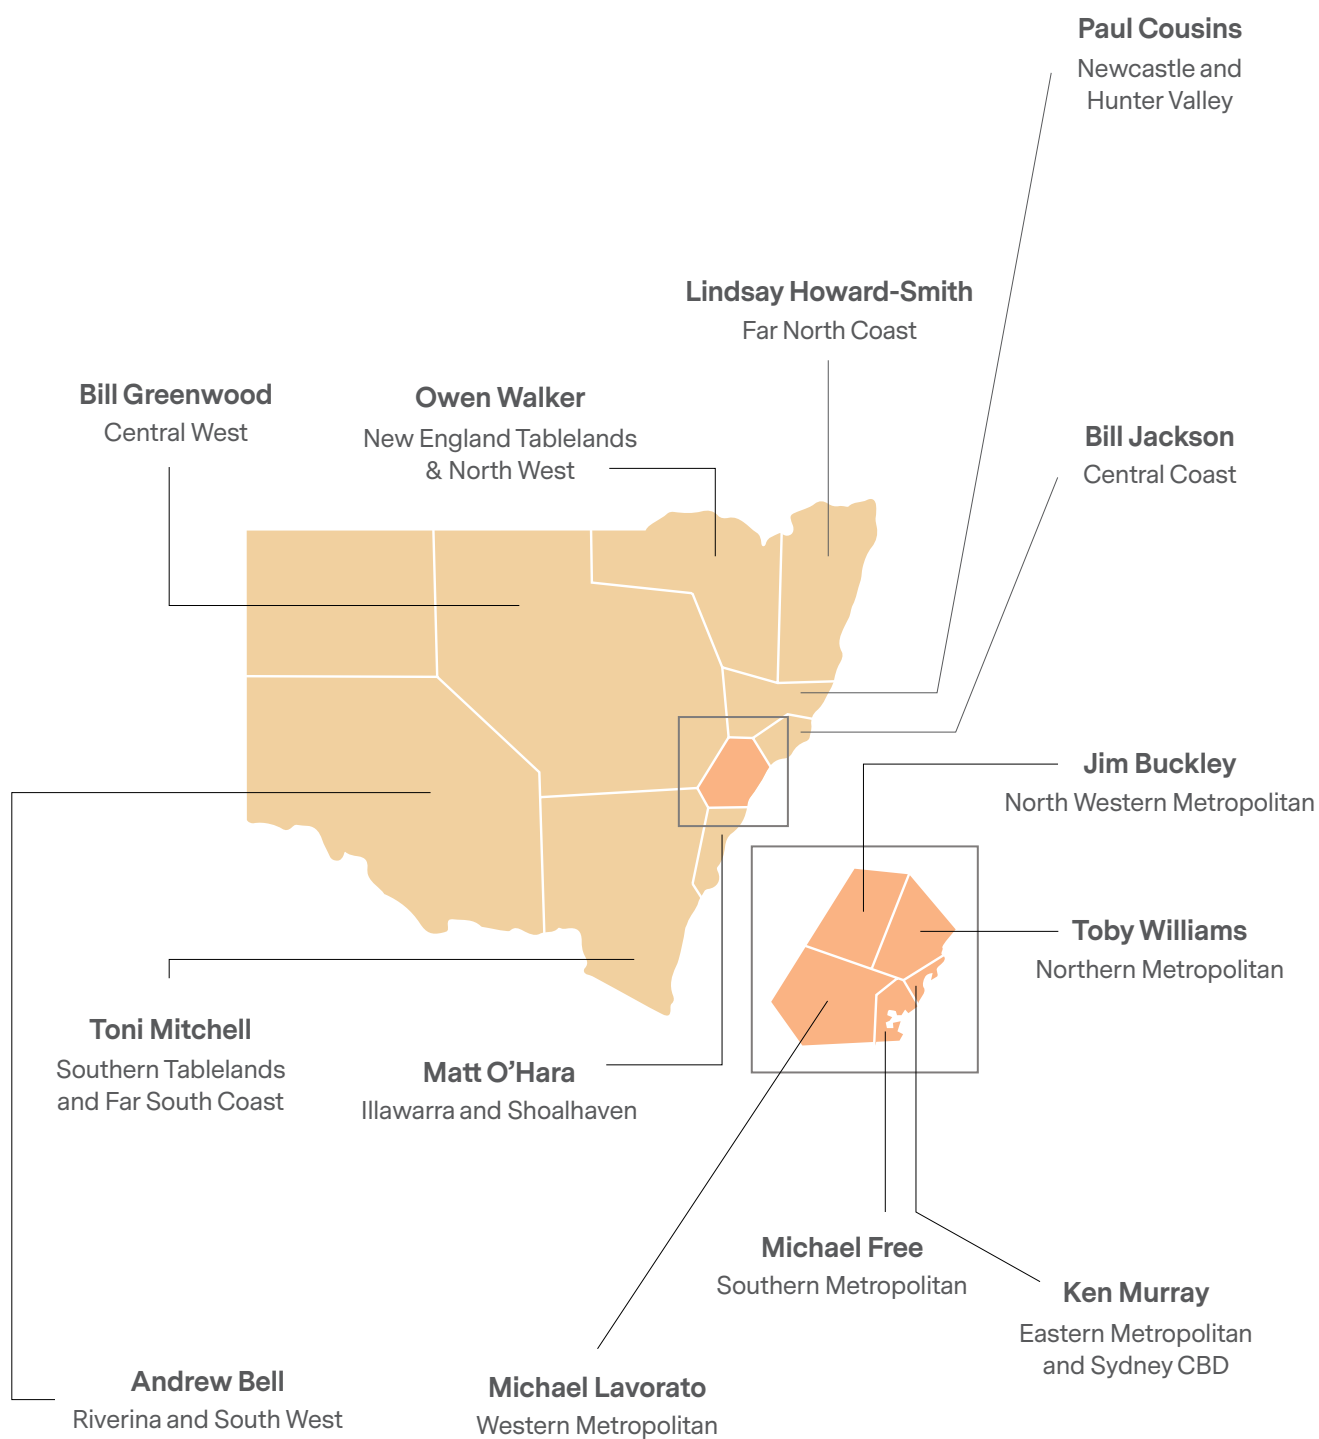 Paul Cousins
Newcastle and
Hunter Valley
Lindsay Howard-Smith
Far North Coast
Bill Greenwood
Central West
Owen Walker
New England Tablelands
& North West
Bill Jackson
Central Coast
Jim Buckley
North Western Metropolitan
Toby Williams
Northern Metropolitan
Toni Mitchell
Southern Tablelands
and Far South Coast
Matt O’Hara
Illawarra and Shoalhaven
Michael Free
Southern Metropolitan
Ken Murray
Eastern Metropolitan
and Sydney CBD
Andrew Bell
Riverina and South West
Michael Lavorato
Western Metropolitan